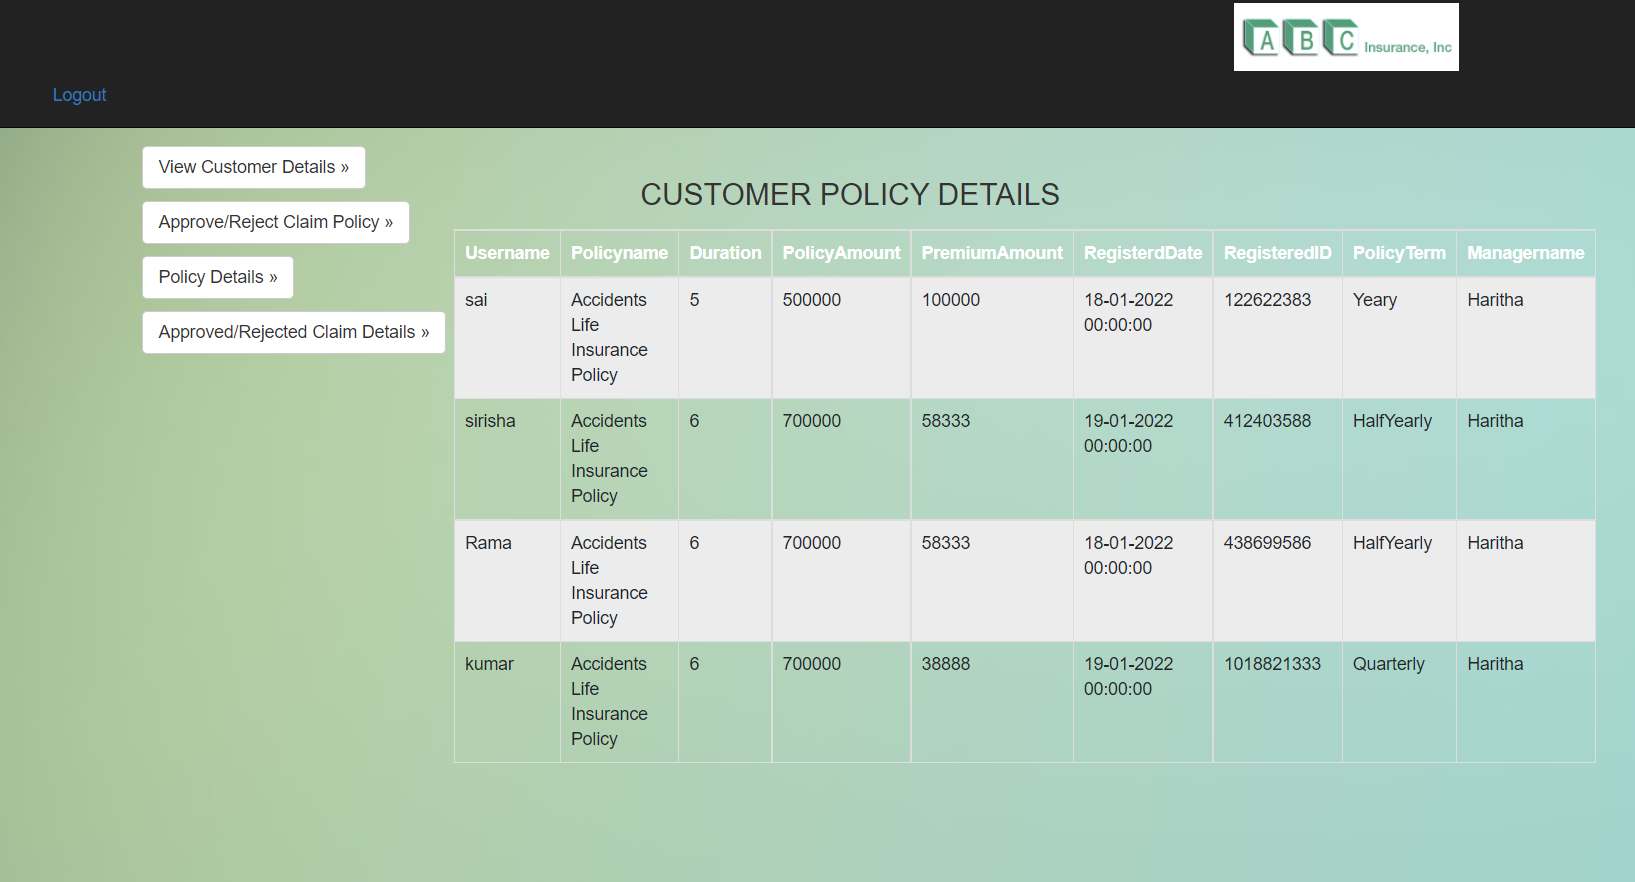 A B C Insurance, Inc
Logout
View Customer Details »
Approve/Reject Claim Policy »
Policy Details »
Approved/Rejected Claim Details »
CUSTOMER POLICY DETAILS
Username Policyname Duration PolicyAmount PremiumAmount RegisterdDate RegisteredID PolicyTerm Managername
sai Accidents 5 500000 100000 18-01-2022 122622383 Yeary Haritha
Life 00:00:00
Insurance
Policy
sirisha Accidents 6 700000 58333 19-01-2022 412403588 HalfYearly Haritha
Life 00:00:00
Insurance
Policy
Rama Accidents 6 700000 58333 18-01-2022 438699586 HalfYearly Haritha
Life 00:00:00
Insurance
Policy
kumar Accidents 6 700000 38888 19-01-2022 1018821333 Quarterly Haritha
Life 00:00:00
Insurance
Policy